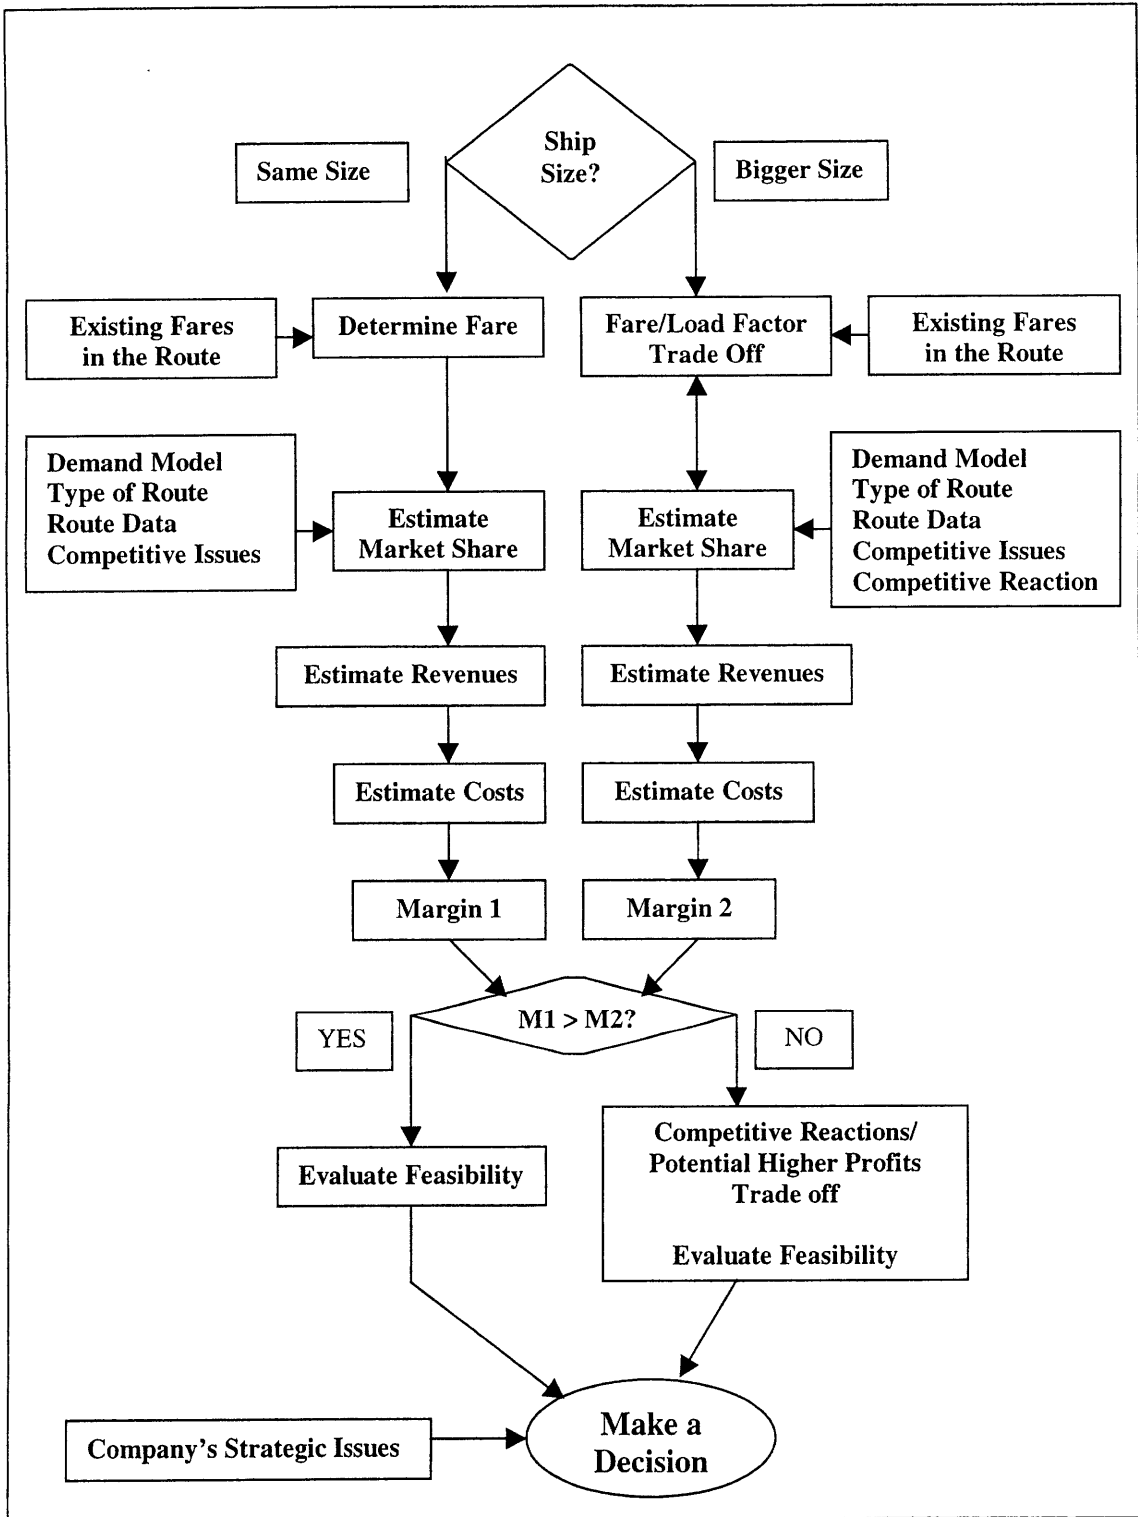 Ship
Size?
Same Size
Bigger Size
Existing Fares
in the Route
Determine Fare
Fare/Load Factor
Trade Off
Existing Fares
in the Route
Demand Model
Type of Route
Route Data
Competitive Issues
Estimate
Market Share
Estimate
Market Share
Demand Model
Type of Route
Route Data
Competitive Issues
Competitive Reaction
Estimate Revenues
Estimate Revenues
Estimate Costs
Estimate Costs
Margin 1
Margin 2
M1 > M2?
YES
NO
Evaluate Feasibility
Competitive Reactions/
Potential Higher Profits
Trade off
Evaluate Feasibility
Company's Strategic Issues
Make a
Decision